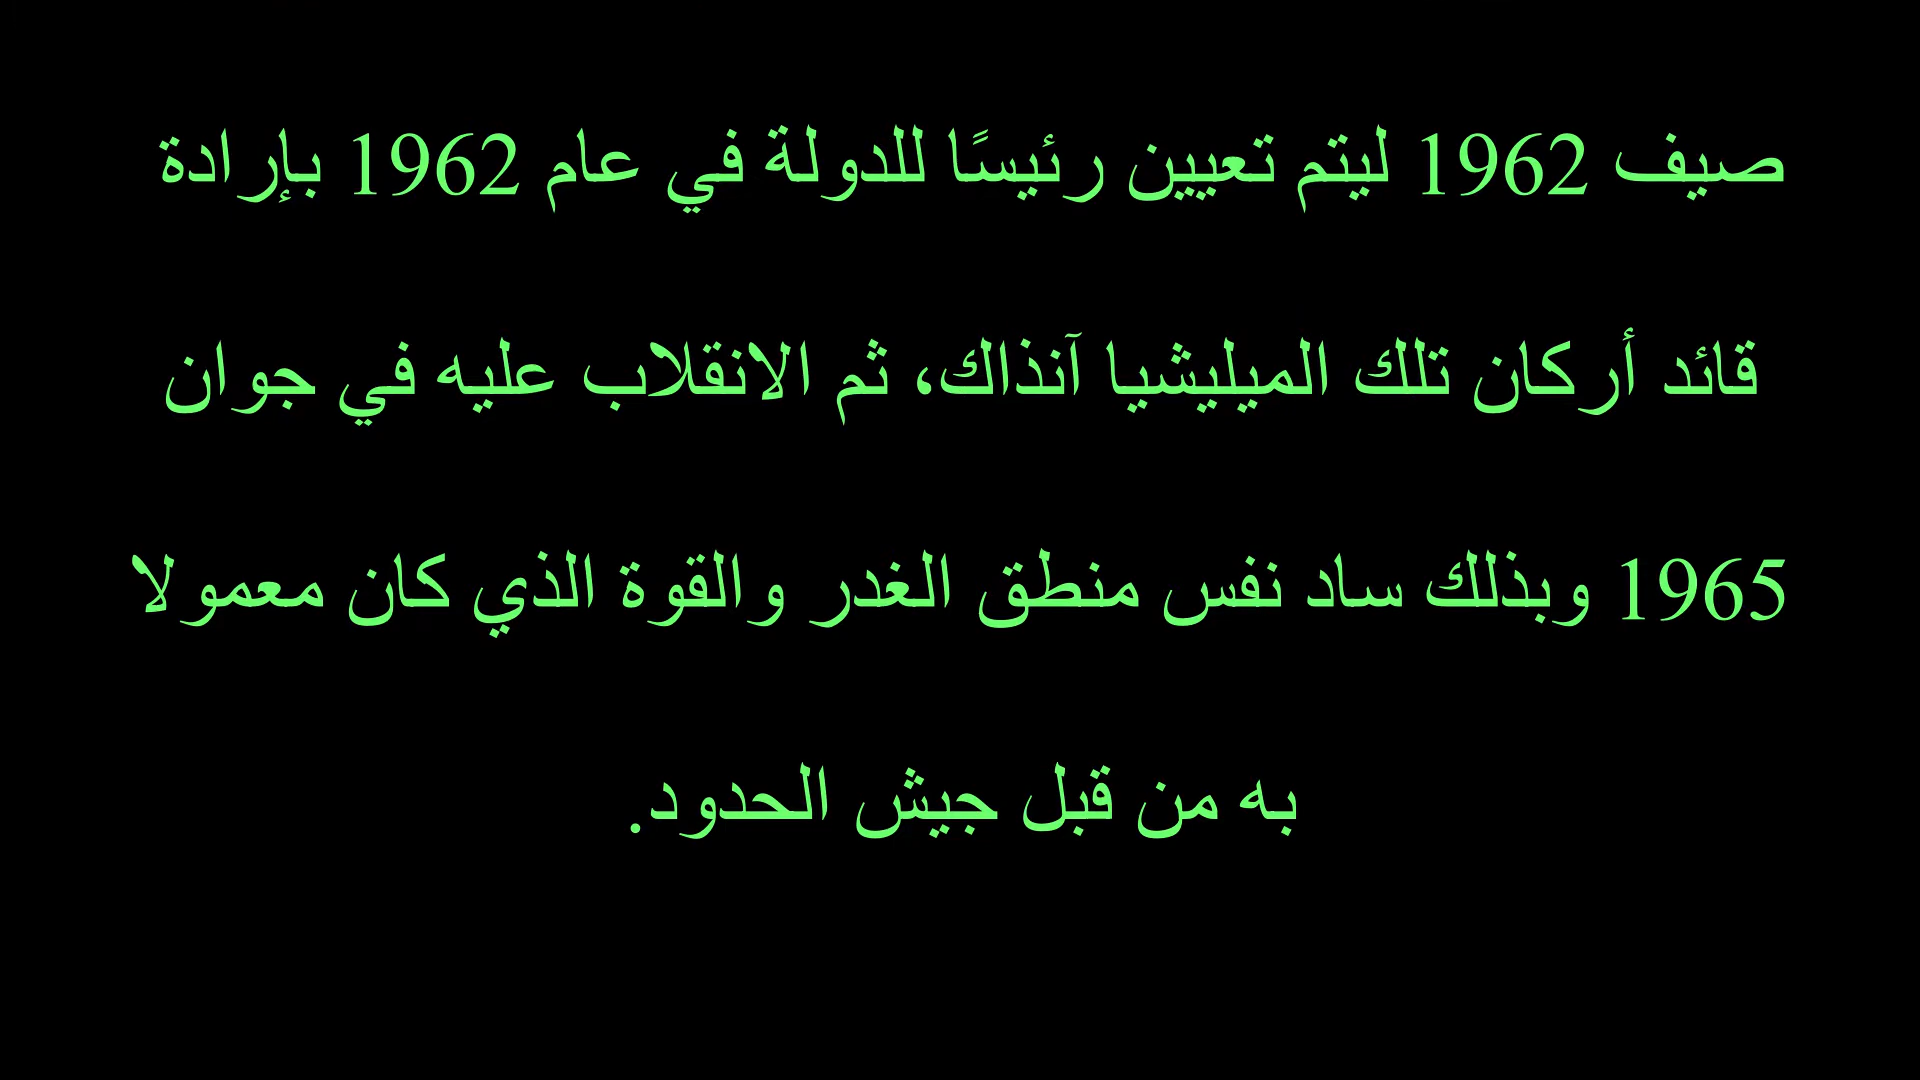 صيف 1962 ليتم تعيين رئيسًا للدولة في عام 1962 بإرادة
قائد أركان تلك الميليشيا آنذاك، ثم الانقلاب عليه في جوان
1965 وبذلك ساد نفس منطق الغدر والقوة الذي كان معمولا
به من قبل جيش الحدود.